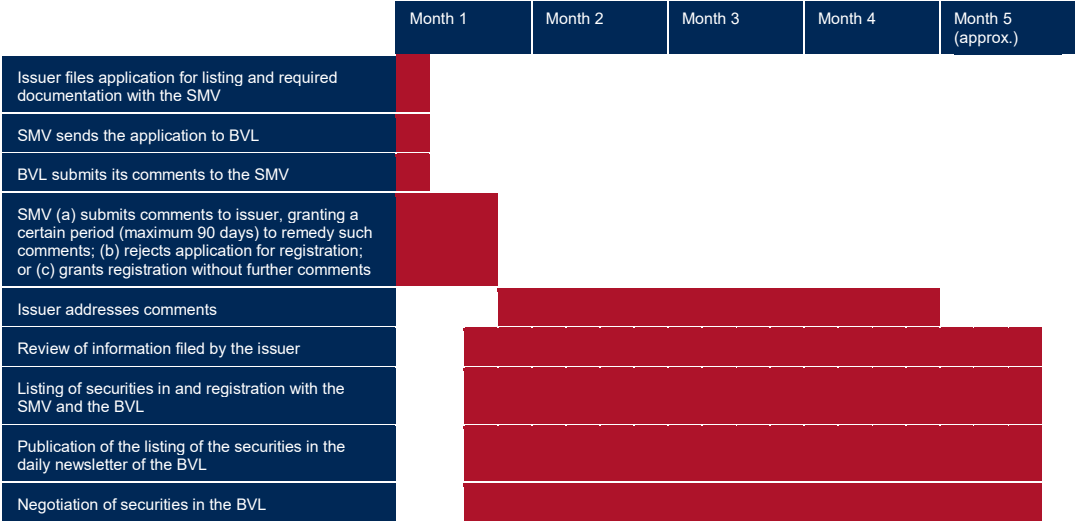 Month 1
Month 2
Month 3
Month 4
Month 5
(approx.)
Issuer files application for listing and required
documentation with the SMV
SMV sends the application to BVL
BVL submits its comments to the SMV
SMV (a) submits comments to issuer, granting a
certain period (maximum 90 days) to remedy such
comments; (b) rejects application for registration;
or (c) grants registration without further comments
Issuer addresses comments
Review of information filed by the issuer
Listing of securities in and registration with the
SMV and the BVL
Publication of the listing of the securities in the
daily newsletter of the BVL
Negotiation of securities in the BVL